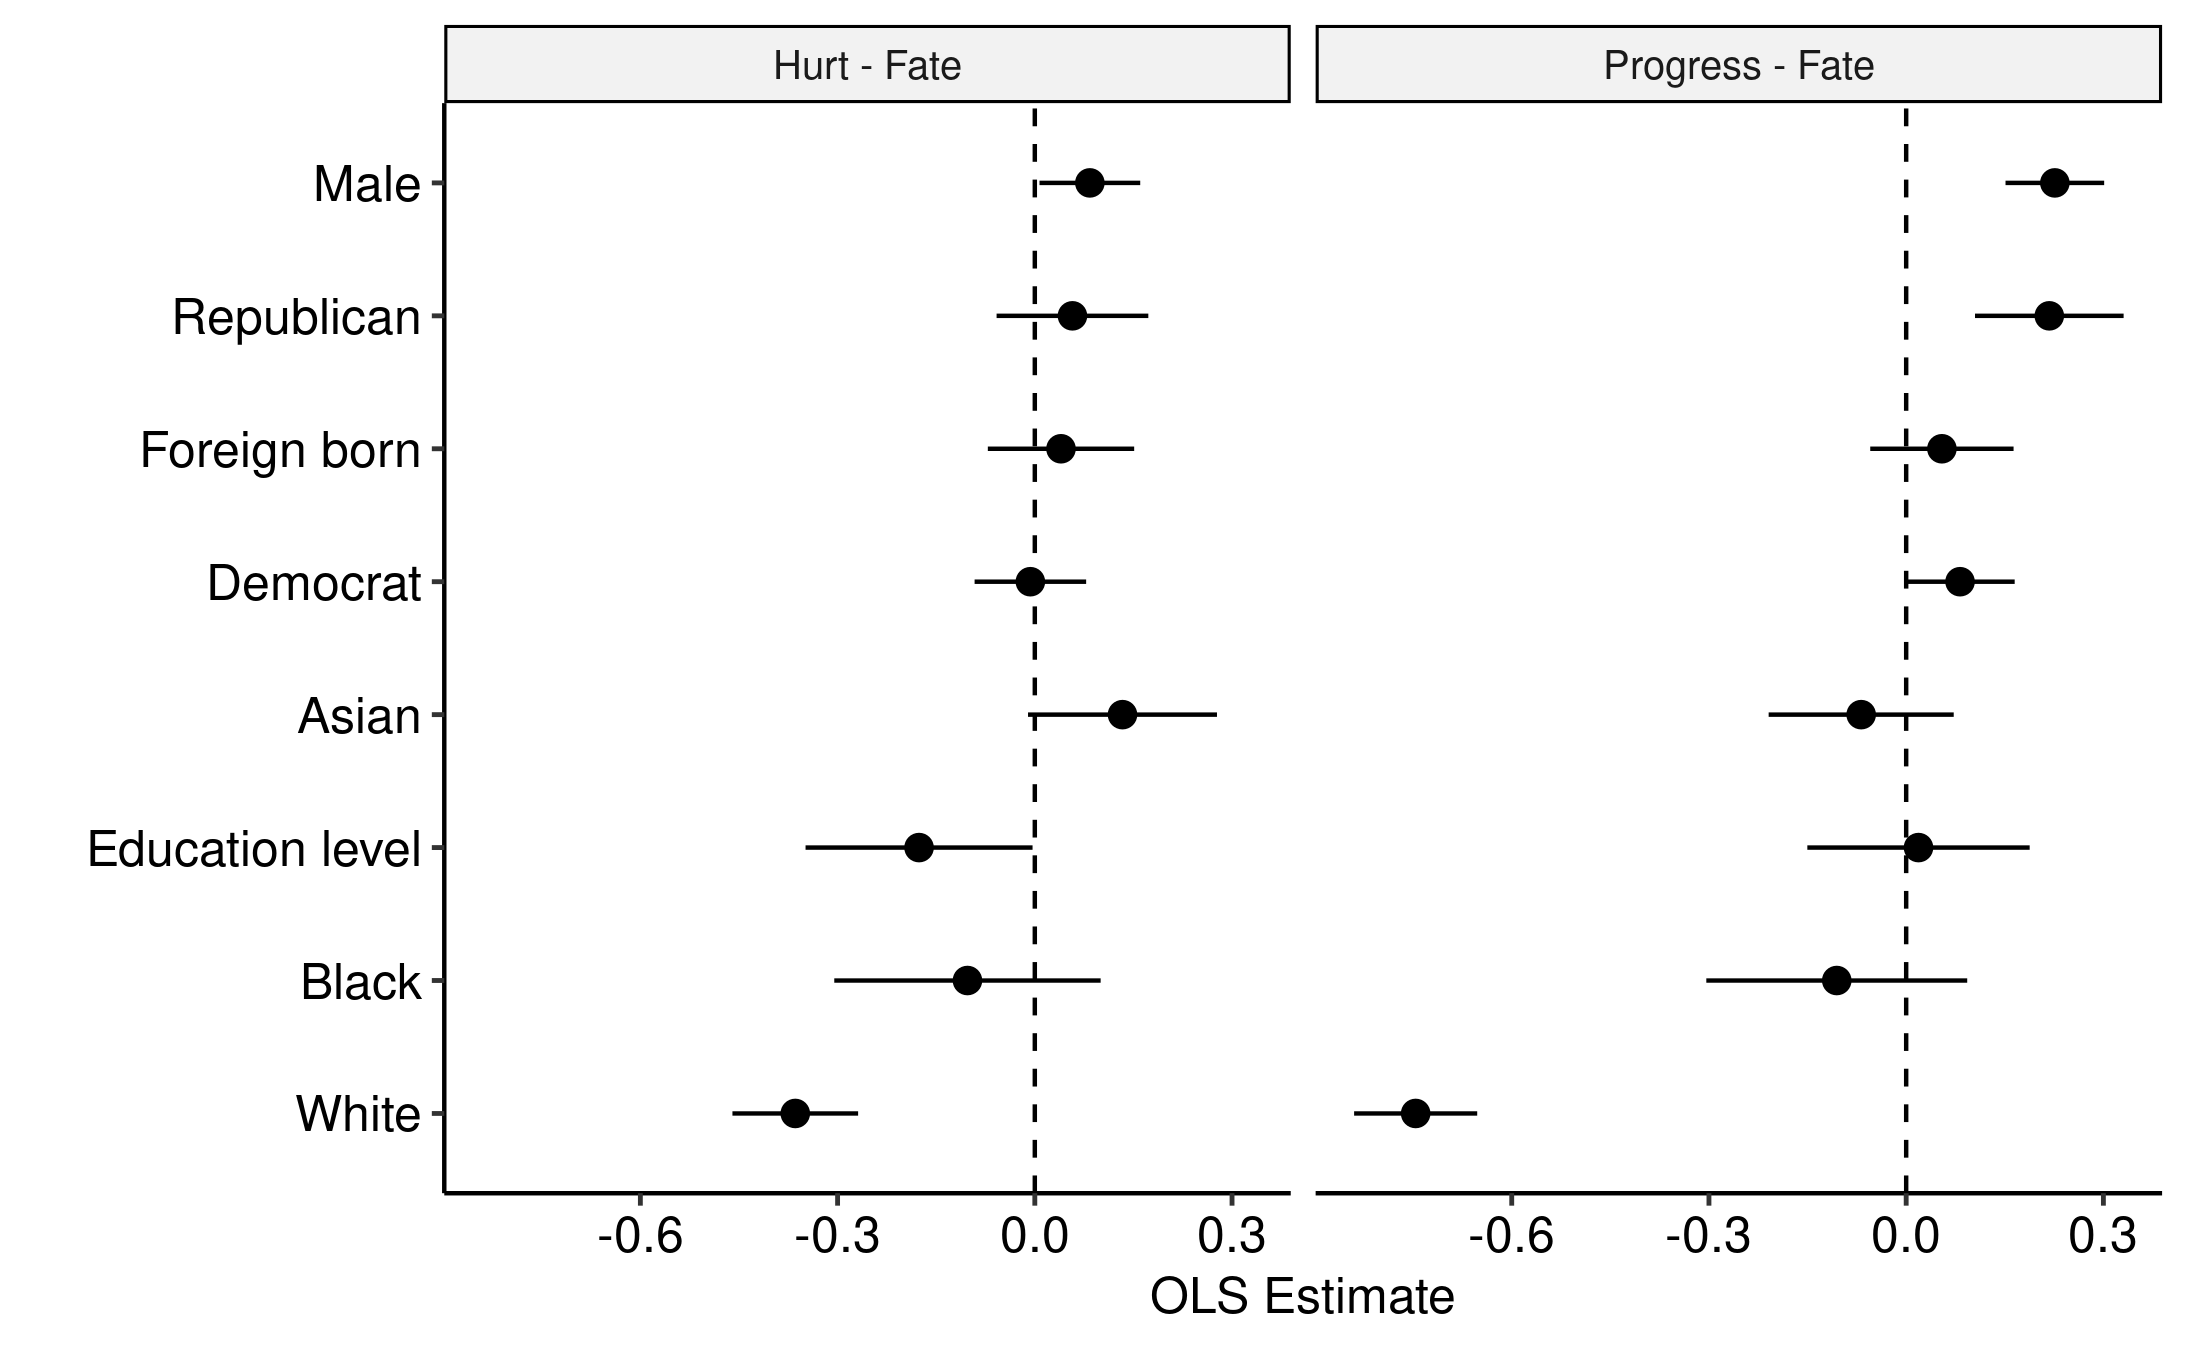 Hurt - Fate
Progress - Fate
Male
Republican
Foreign born
Democrat
Asian
Education level
Black
White
-0.6 -0.3 0.0 0.3
-0.6 -0.3 0.0 0.3
OLS Estimate